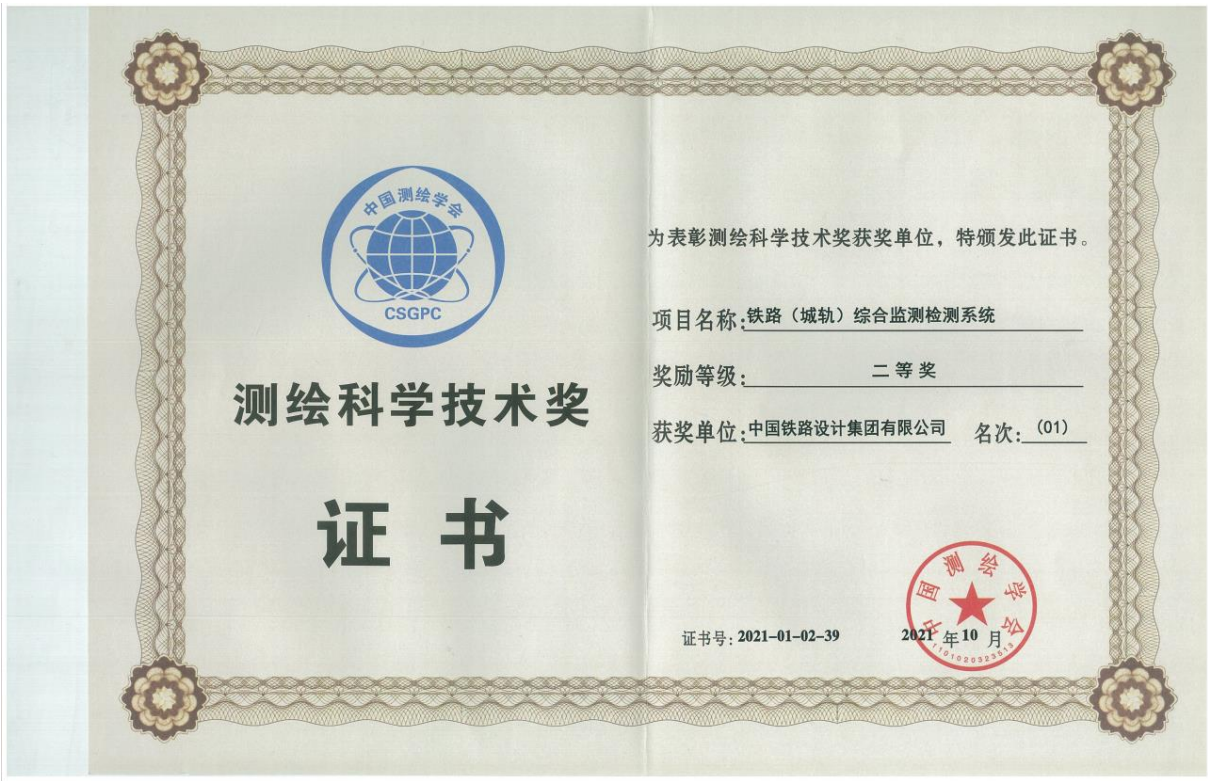 中国测绘学会
CSGPC
测绘科学技术奖
证书
为表彰测绘科学技术奖获奖单位，特颁发此证书。
项目名称：铁路（城轨）综合监测检测系统
奖励等级：二等奖
获奖单位：中国铁路设计集团有限公司 名次：（01）
证书号：2021-01-02-39 2021年10月
中国测绘学会
1101020323513